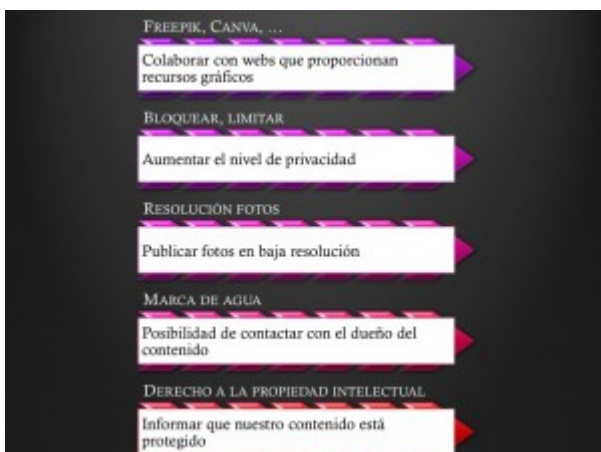 FREEPIK, CANVA, ...
Colaborar con webs que proporcionan
recursos gráficos
BLOQUEAR, LIMITAR
Aumentar el nivel de privacidad
RESOLUCIÓN FOTOS
Publicar fotos en baja resolución
MARCA DE AGUA
Posibilidad de contactar con el dueño del
contenido
DERECHO A LA PROPIEDAD INTELECTUAL
Informar que nuestro contenido está
protegido